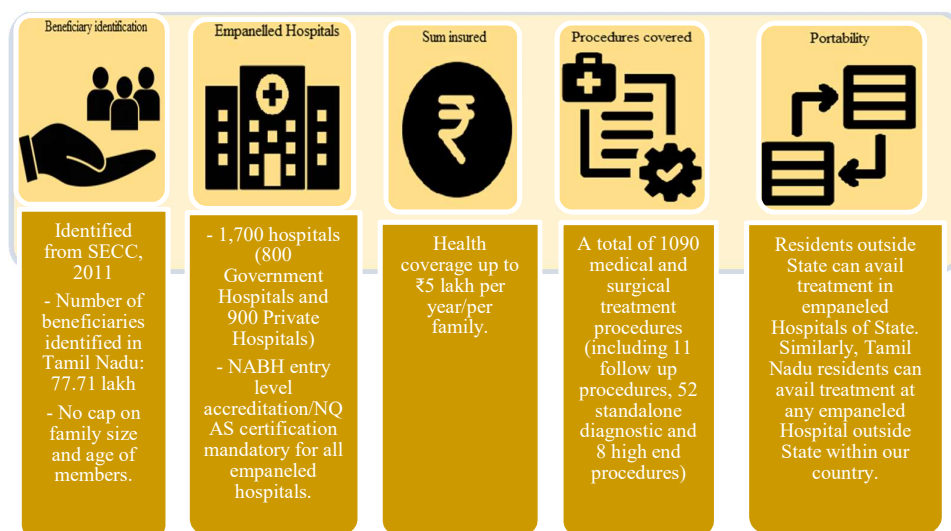 Beneficiary identification
Identified
from SECC,
2011
- Number of
beneficiaries
identified in
Tamil Nadu:
77.71 lakh
- No cap on
family size
and age of
members.
Empanelled Hospitals
- 1,700 hospitals
(800
Government
Hospitals and
900 Private
Hospitals)
- NABH entry
level
accreditation/NQ
AS certification
mandatory for all
empaneled
hospitals.
Sum insured
₹
Health
coverage up to
₹5 lakh per
year/per
family.
Procedures covered
A total of 1090
medical and
surgical
treatment
procedures
(including 11
follow up
procedures, 52
standalone
diagnostic and
8 high end
procedures)
Portability
Residents outside
State can avail
treatment in
empaneled
Hospitals of State.
Similarly, Tamil
Nadu residents can
avail treatment at
any empaneled
Hospital outside
State within our
country.